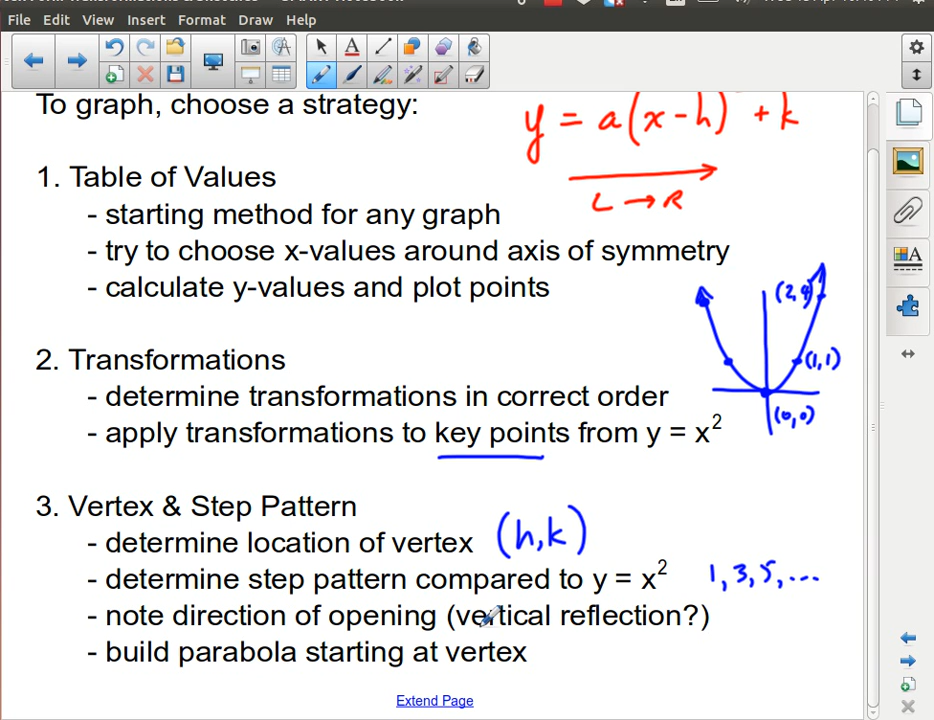 File Edit View Insert Format Draw Help
To graph, choose a strategy:
y = a(x-h) + k
L → R
1. Table of Values
- starting method for any graph
- try to choose x-values around axis of symmetry
- calculate y-values and plot points
(2,4)
(1,1)
(0,0)
2. Transformations
- determine transformations in correct order
- apply transformations to key points from y = x²
3. Vertex & Step Pattern
- determine location of vertex (h,k)
- determine step pattern compared to y = x² 1, 3, 5, ...
- note direction of opening (vertical reflection?)
- build parabola starting at vertex
Extend Page